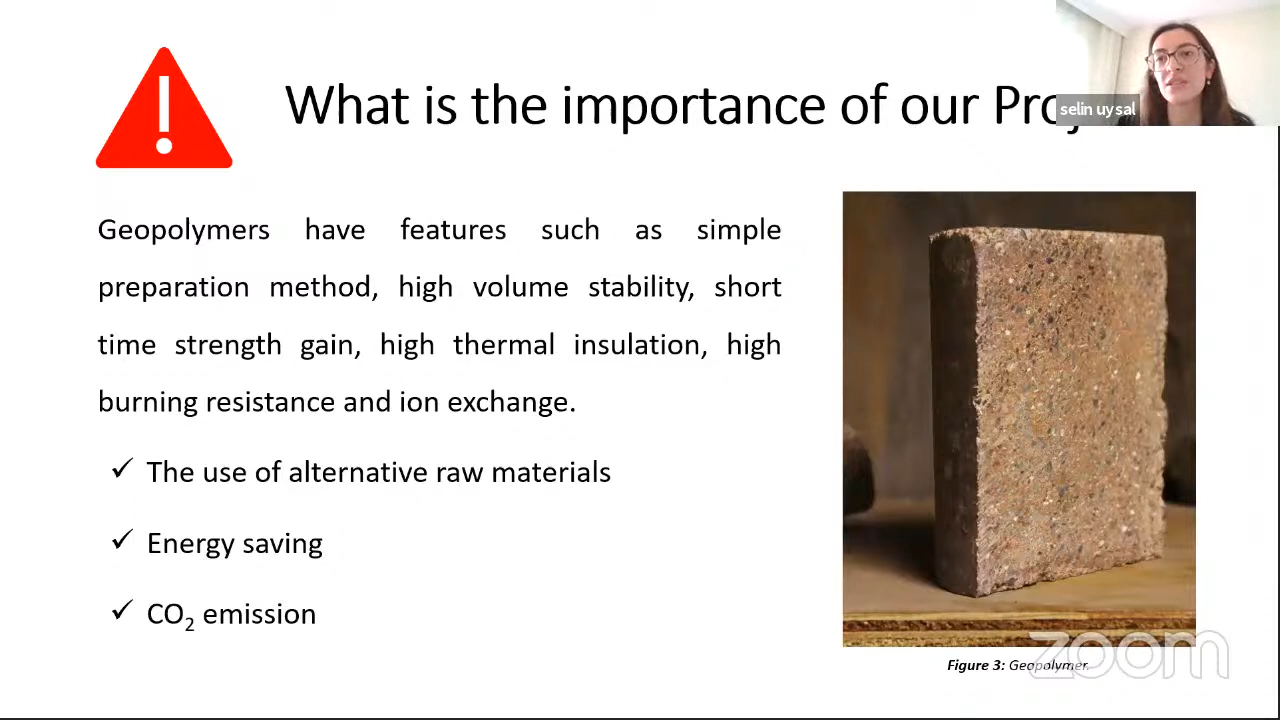 What is the importance of our
selin uysal
Geopolymers have features such as simple
preparation method, high volume stability, short
time strength gain, high thermal insulation, high
burning resistance and ion exchange.
✓ The use of alternative raw materials
✓ Energy saving
✓ CO₂ emission
Figure 3: Geopolymer.
zoom